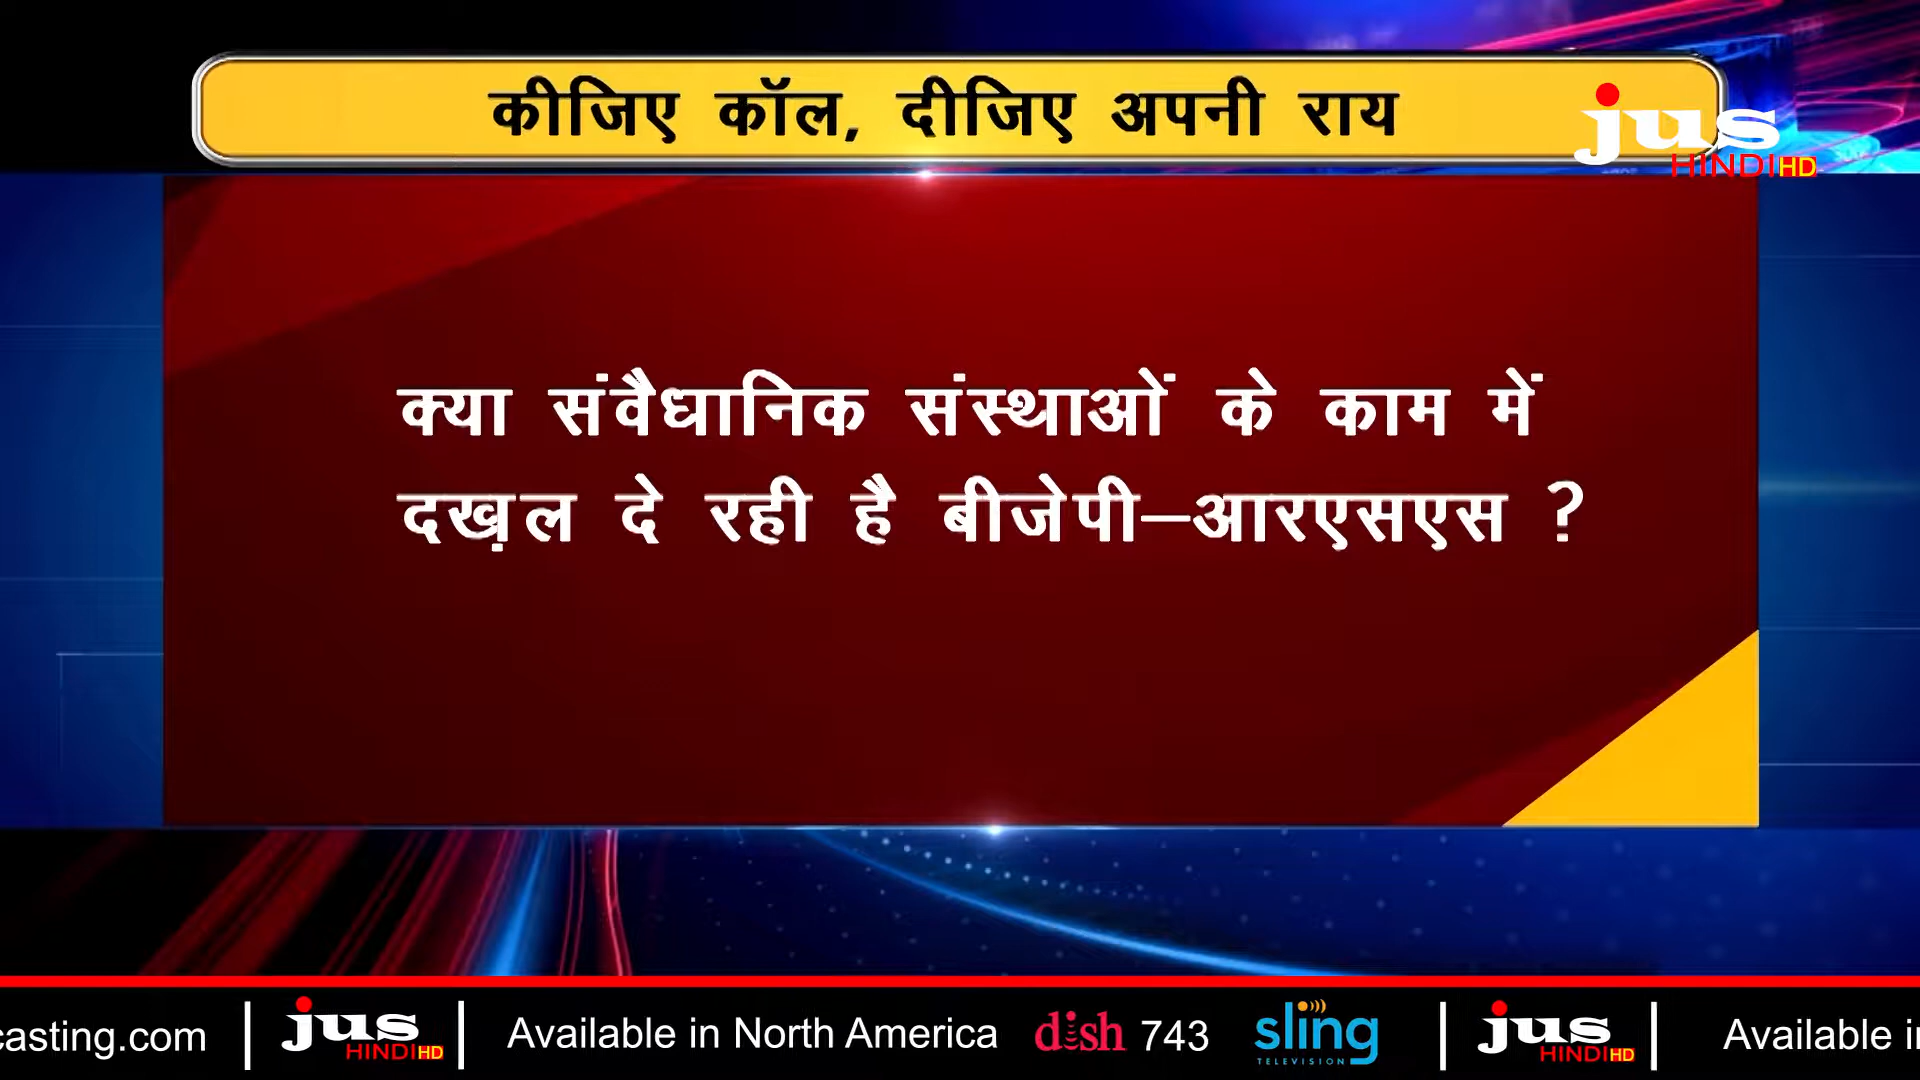 कीजिए कॉल, दीजिए अपनी राय
jus
HINDI HD
क्या संवैधानिक संस्थाओं के काम में
दख़ल दे रही है बीजेपी–आरएसएस ?
casting.com | jus HINDI HD | Available in North America dish 743 sling TELEVISION | jus HINDI HD | Available i